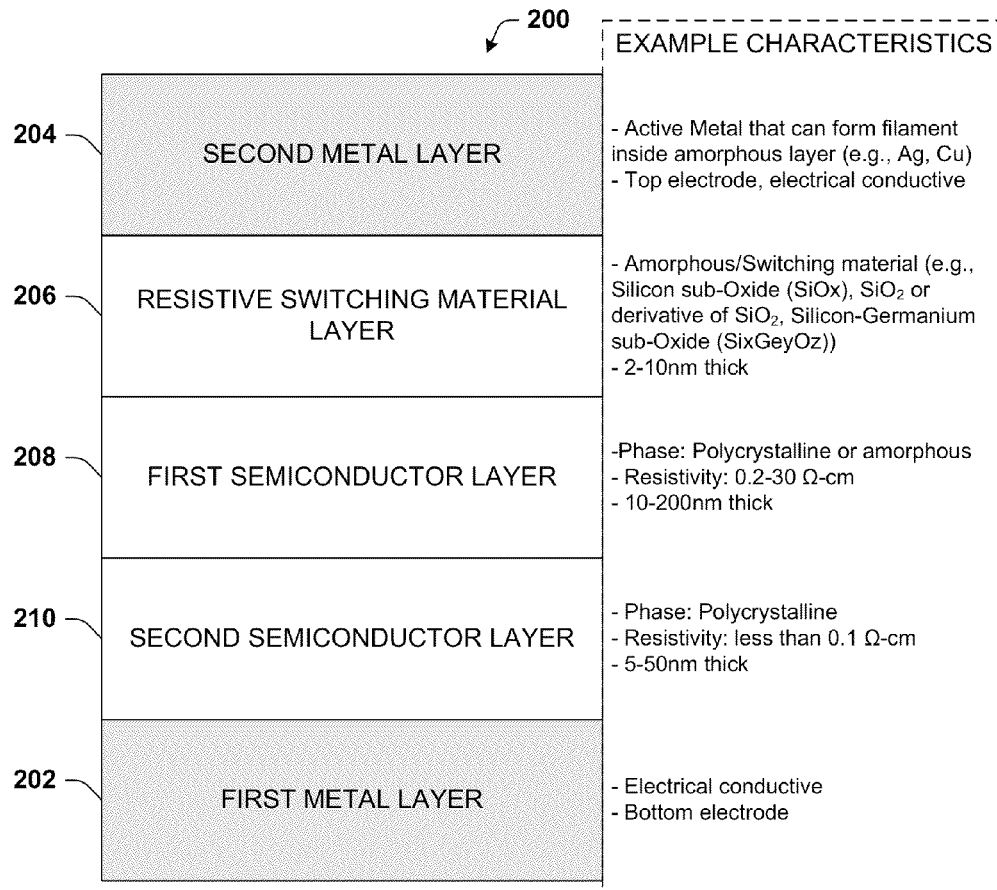 200
EXAMPLE CHARACTERISTICS
204
SECOND METAL LAYER
- Active Metal that can form filament
inside amorphous layer (e.g., Ag, Cu)
- Top electrode, electrical conductive
206
RESISTIVE SWITCHING MATERIAL
LAYER
- Amorphous/Switching material (e.g.,
Silicon sub-Oxide (SiOx), SiO₂ or
derivative of SiO₂, Silicon-Germanium
sub-Oxide (SixGeyOz))
- 2-10nm thick
208
FIRST SEMICONDUCTOR LAYER
-Phase: Polycrystalline or amorphous
- Resistivity: 0.2-30 Ω-cm
- 10-200nm thick
210
SECOND SEMICONDUCTOR LAYER
- Phase: Polycrystalline
- Resistivity: less than 0.1 Ω-cm
- 5-50nm thick
202
FIRST METAL LAYER
- Electrical conductive
- Bottom electrode